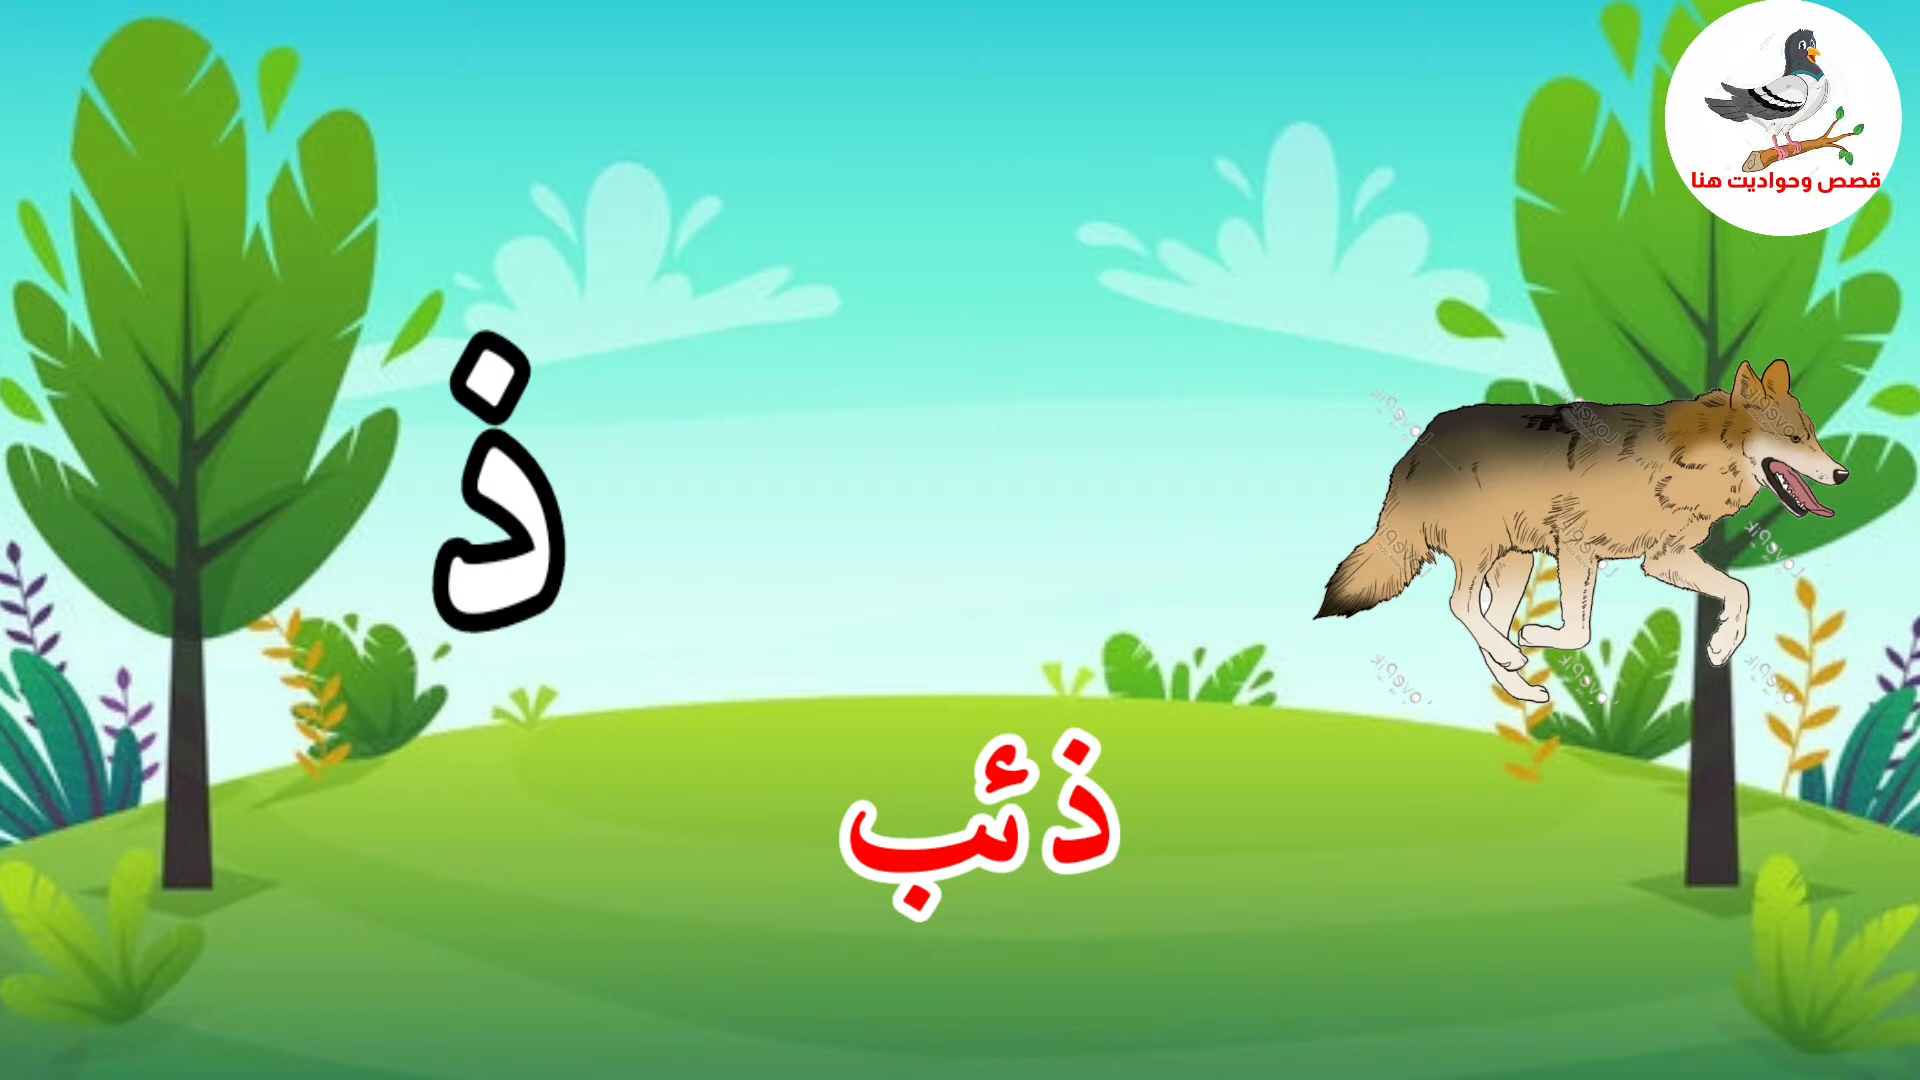 قصص وحواديت هنا
ذ
ذئب